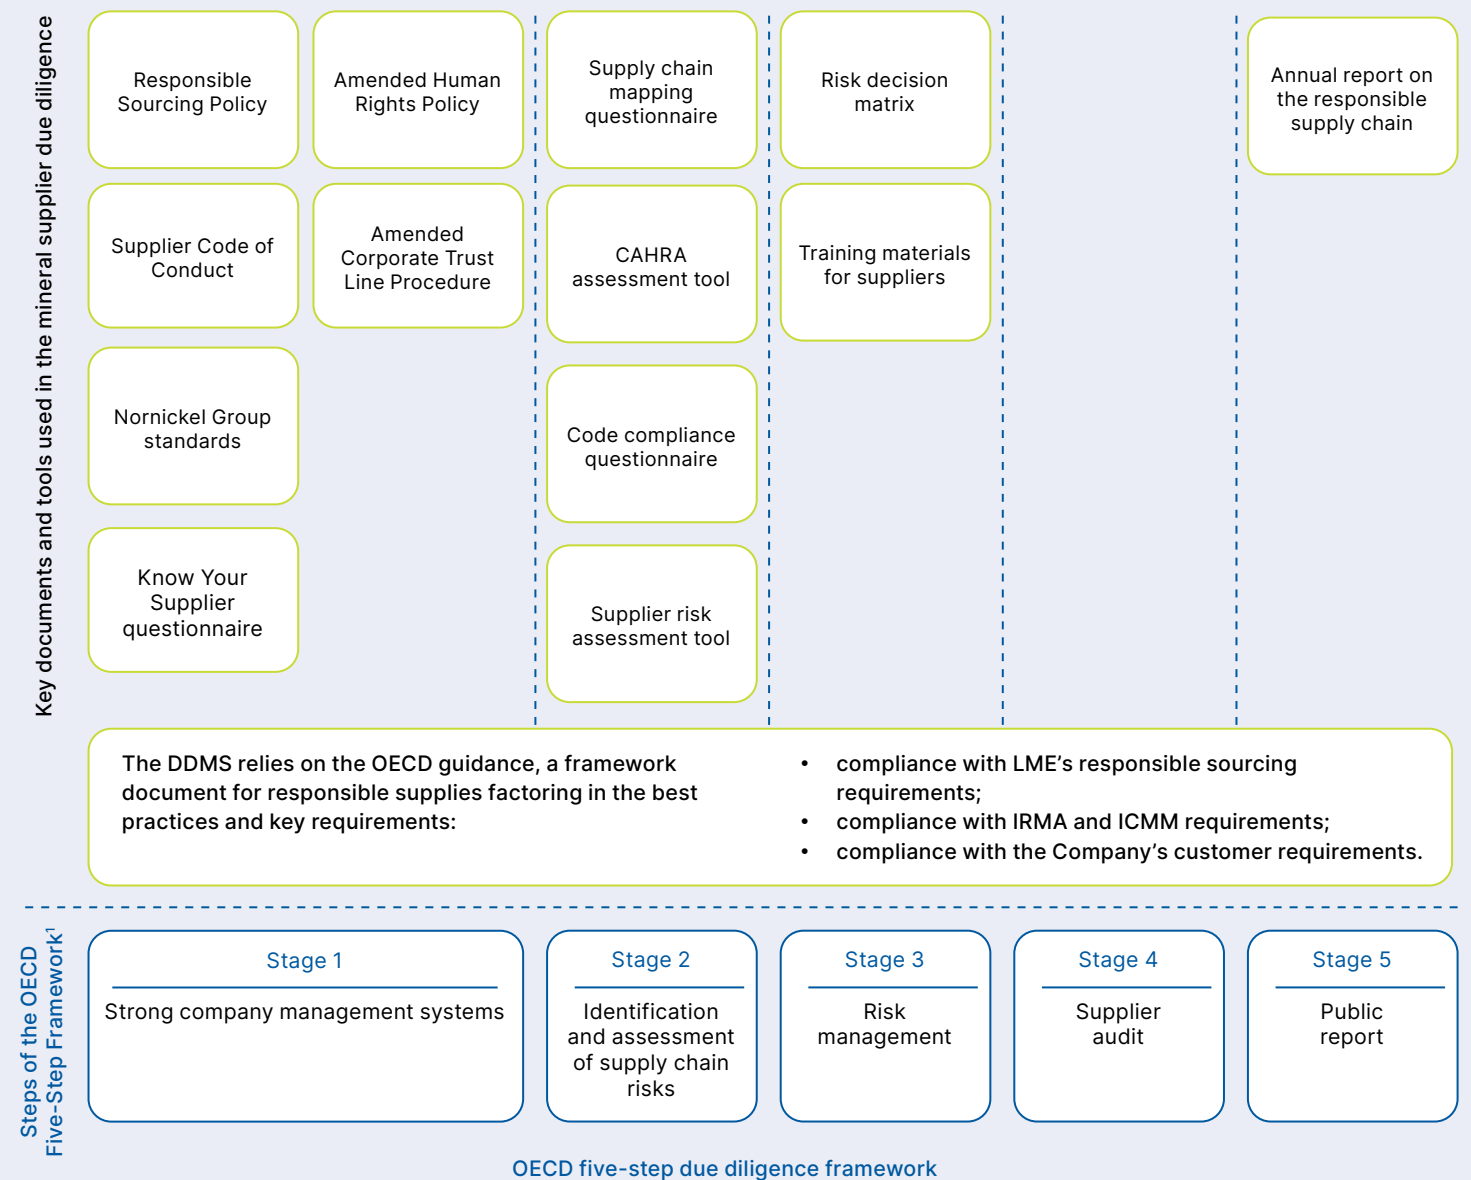 Key documents and tools used in the mineral supplier due diligence
Responsible
Sourcing Policy
Amended Human
Rights Policy
Supply chain
mapping
questionnaire
Risk decision
matrix
Annual report on
the responsible
supply chain
Supplier Code of
Conduct
Amended
Corporate Trust
Line Procedure
CAHRA
assessment tool
Training materials
for suppliers
Nornickel Group
standards
Code compliance
questionnaire
Know Your
Supplier
questionnaire
Supplier risk
assessment tool
The DDMS relies on the OECD guidance, a framework
document for responsible supplies factoring in the best
practices and key requirements:
• compliance with LME’s responsible sourcing
requirements;
• compliance with IRMA and ICMM requirements;
• compliance with the Company’s customer requirements.
Steps of the OECD
Five-Step Framework¹
Stage 1
Strong company management systems
Stage 2
Identification
and assessment
of supply chain
risks
Stage 3
Risk
management
Stage 4
Supplier
audit
Stage 5
Public
report
OECD five-step due diligence framework